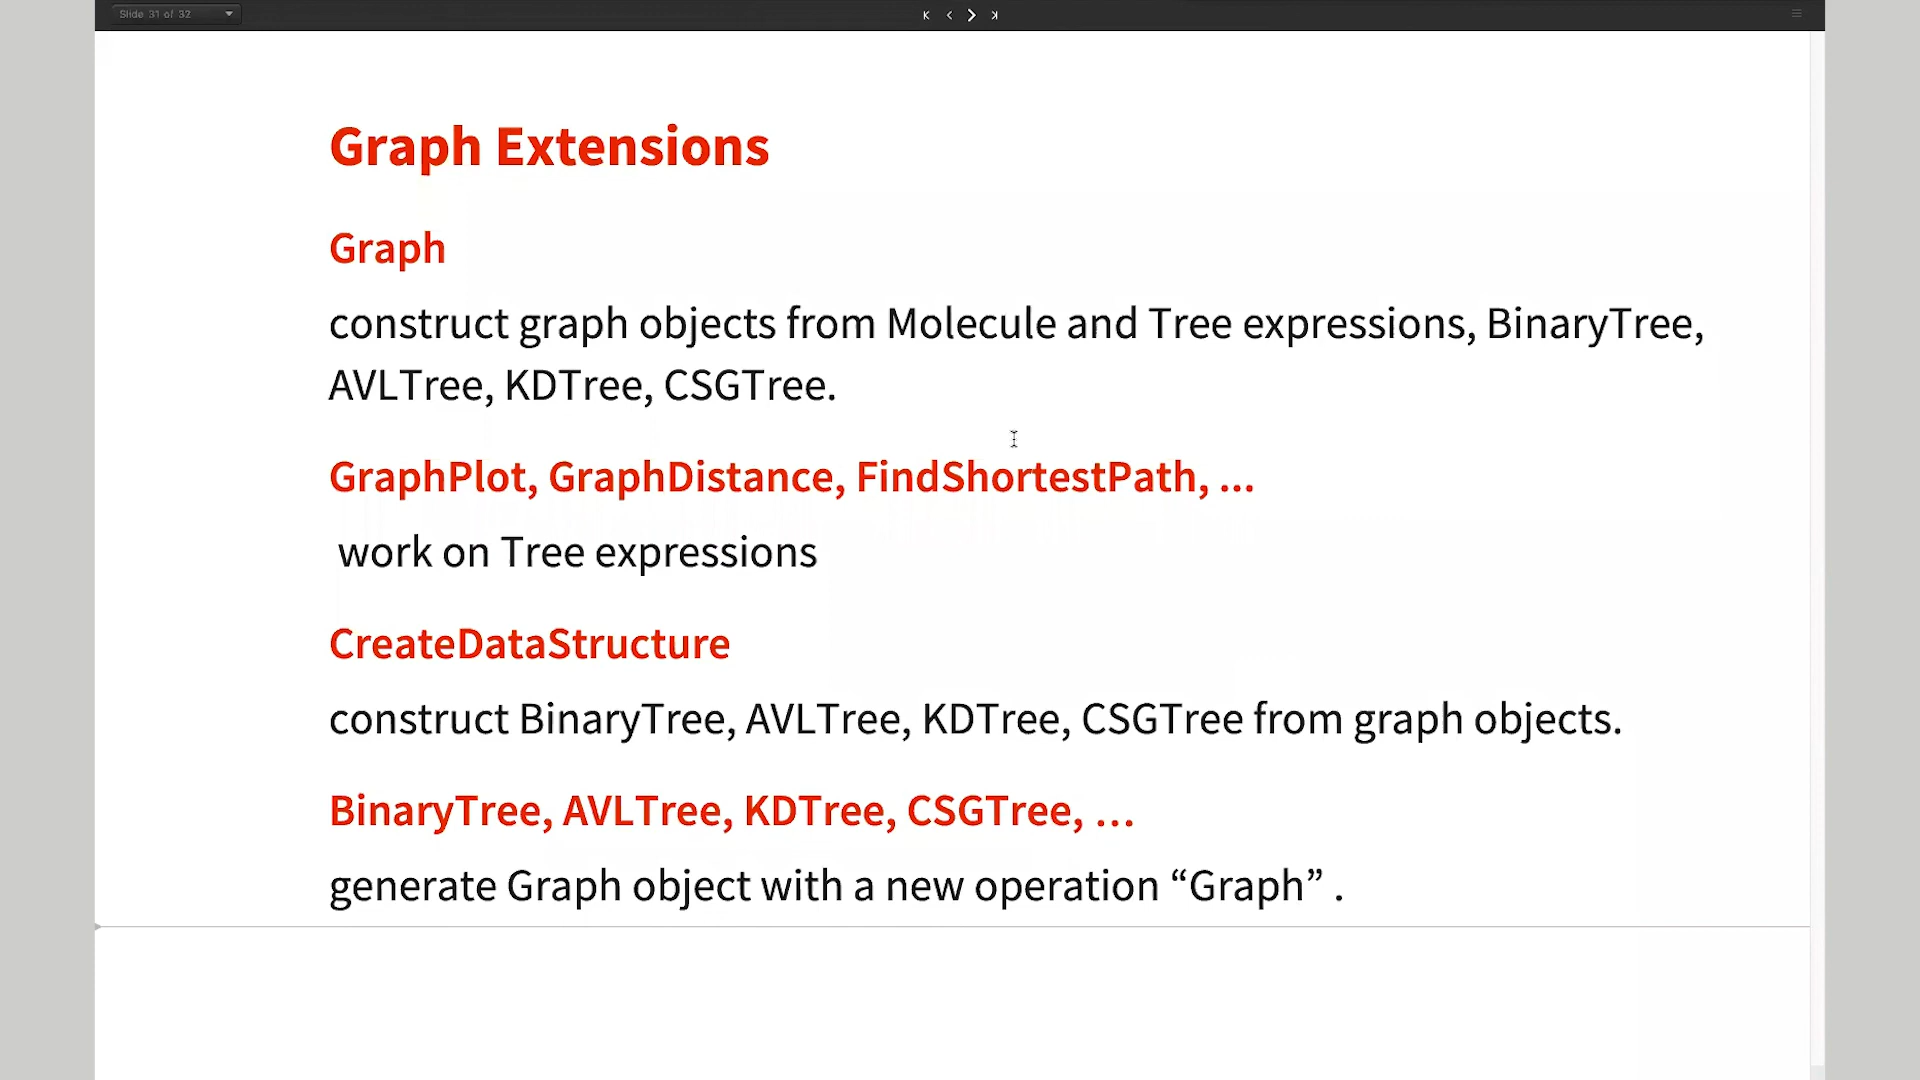 Slide 31 of 32
Graph Extensions
Graph
construct graph objects from Molecule and Tree expressions, BinaryTree,
AVLTree, KDTree, CSGTree.
GraphPlot, GraphDistance, FindShortestPath, ...
work on Tree expressions
CreateDataStructure
construct BinaryTree, AVLTree, KDTree, CSGTree from graph objects.
BinaryTree, AVLTree, KDTree, CSGTree, …
generate Graph object with a new operation “Graph” .